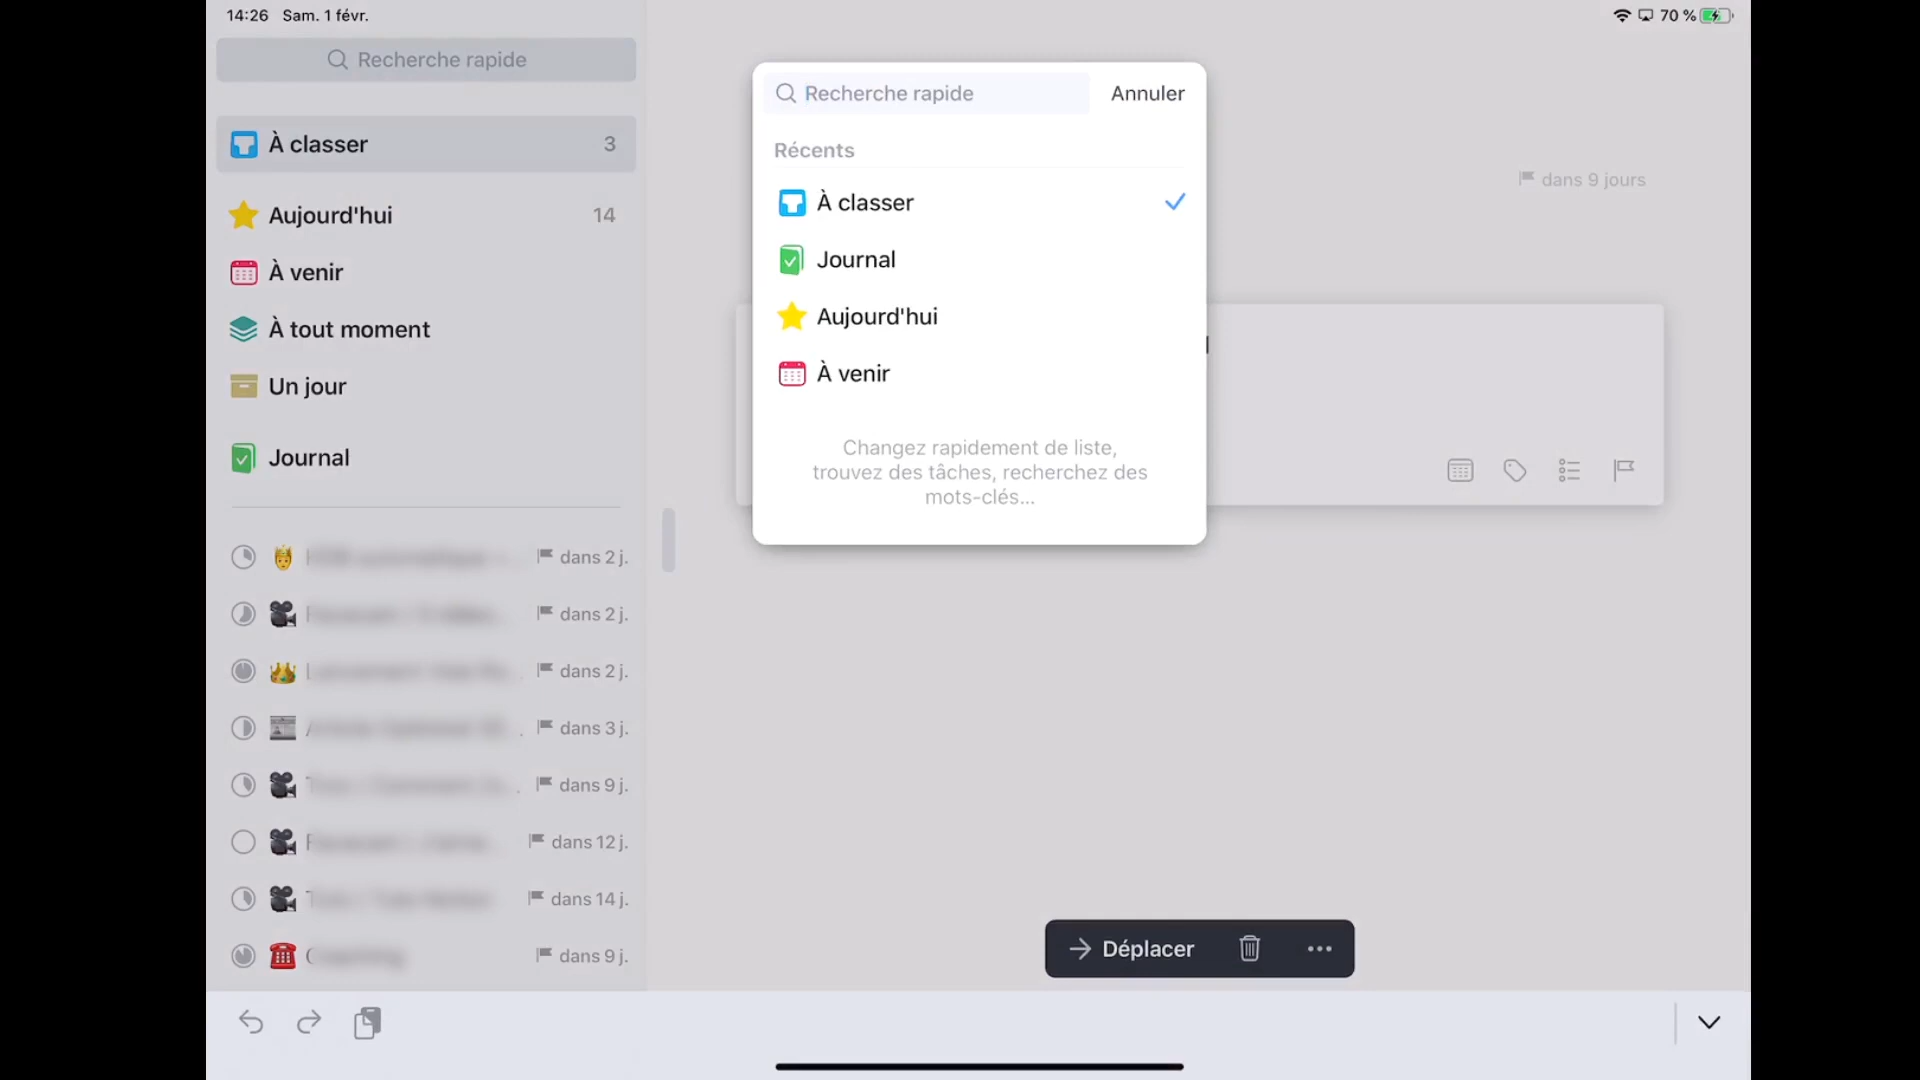 14:26 Sam. 1 févr.
70 %
Recherche rapide
À classer 3
Aujourd'hui 14
À venir
À tout moment
Un jour
Journal
dans 2 j.
dans 2 j.
dans 2 j.
dans 3 j.
dans 9 j.
dans 12 j.
dans 14 j.
dans 9 j.
Recherche rapide Annuler
Récents
À classer
Journal
Aujourd'hui
À venir
Changez rapidement de liste,
trouvez des tâches, recherchez des
mots-clés...
dans 9 jours
Déplacer